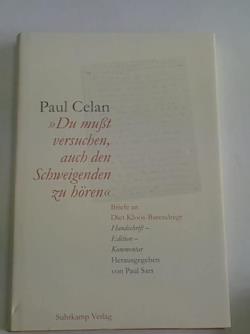 Paul Celan
»Du mußt
versuchen,
auch den
Schweigenden
zu hören«
Briefe an
Diet Kloos-Barendregt
Handschrift –
Edition –
Kommentar
Herausgegeben
von Paul Sars
Suhrkamp Verlag